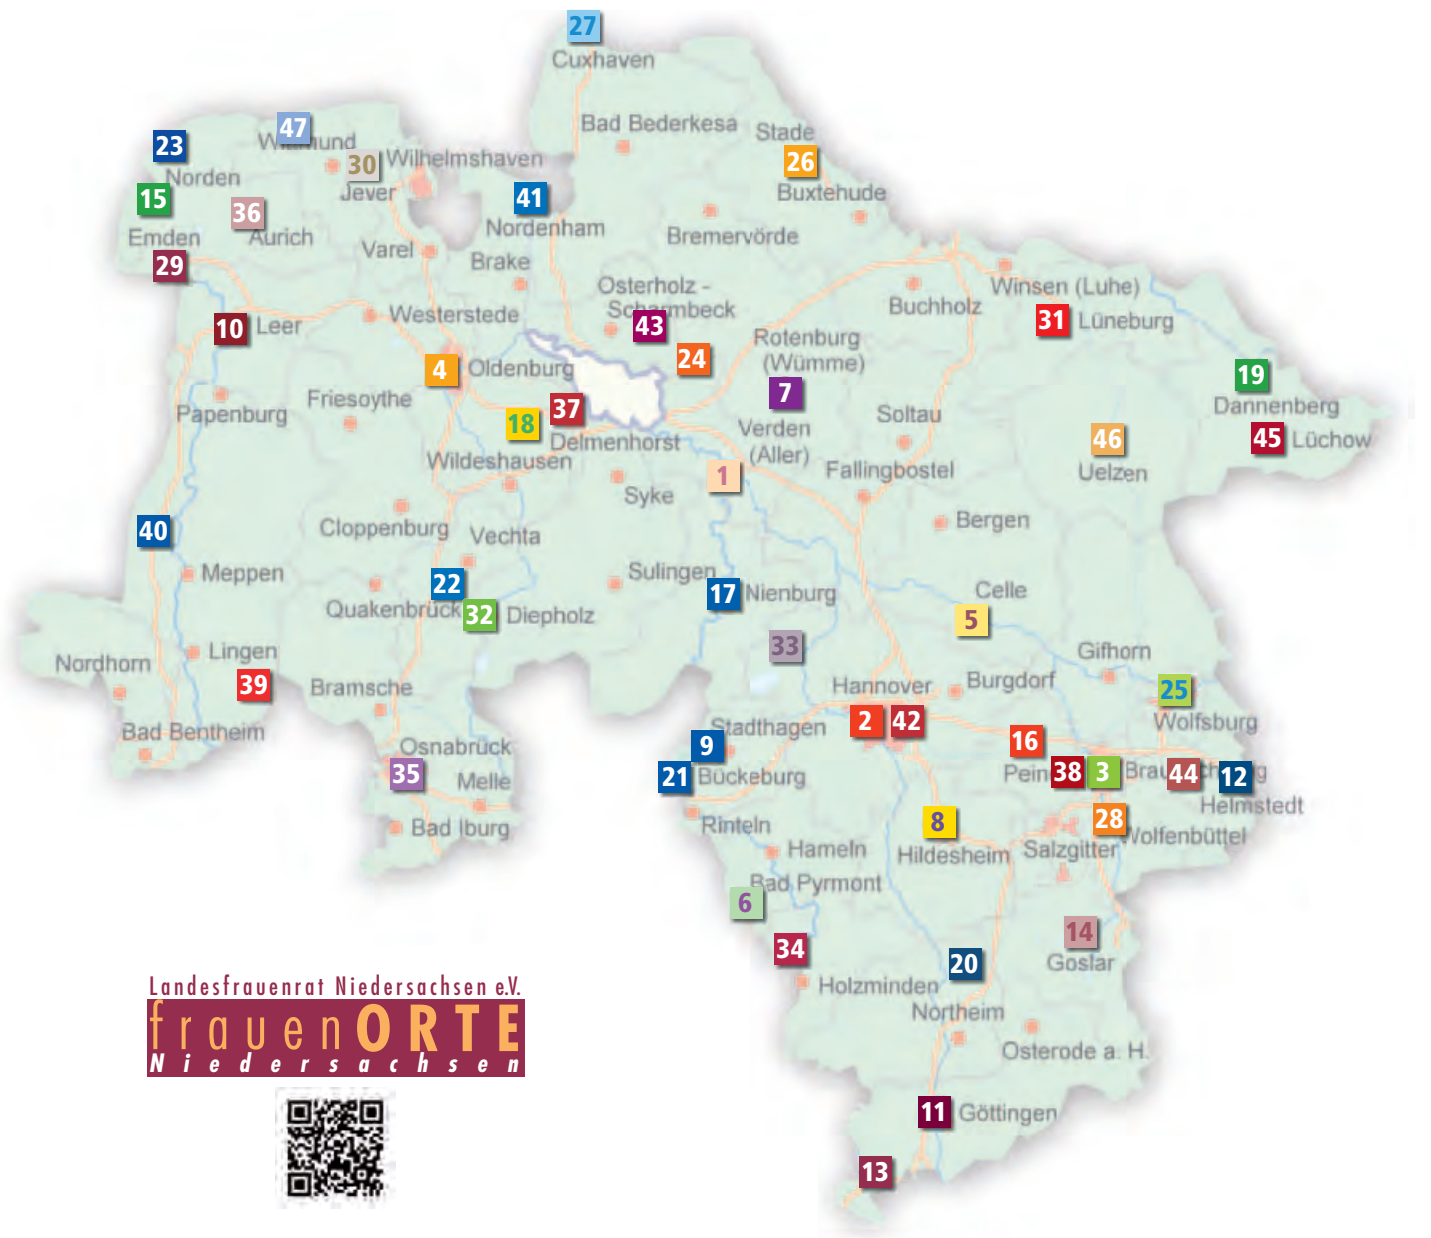 27
Cuxhaven
Bad Bederkesa
Stade
47
23
30
Wilhelmshaven
26
Norden
Jever
41
Buxtehude
15
36
Nordenham
Emden
Aurich
Varel
Bremervörde
29
Brake
Osterholz -
Scharmbeck
Winsen (Luhe)
Buchholz
10
Leer
Westerstede
43
31
Lüneburg
Rotenburg
(Wümme)
24
4
Oldenburg
19
7
Papenburg
Friesoythe
18
37
Dannenberg
Soltau
Verden
(Aller)
Delmenhorst
46
45
Lüchow
Wildeshausen
1
Fallingbostel
Uelzen
Syke
Cloppenburg
Vechta
Bergen
40
Meppen
22
Sulingen
17
Nienburg
Celle
Quakenbrück
32
Diepholz
5
33
Lingen
Gifhorn
Nordhorn
39
Bramsche
Hannover
Burgdorf
25
Bad Bentheim
Stadthagen
2
42
Wolfsburg
Osnabrück
9
16
35
Melle
21
Bückeburg
Pein
38
3
Brau
44
12
Helmstedt
Bad Iburg
Rinteln
8
28
Wolfenbüttel
Hameln
Hildesheim
Salzgitter
Bad Pyrmont
6
14
34
20
Goslar
Holzminden
Northeim
Osterode a. H.
11
Göttingen
13
Landesfrauenrat Niedersachsen e.V.
frauenORTE
Niedersachsen